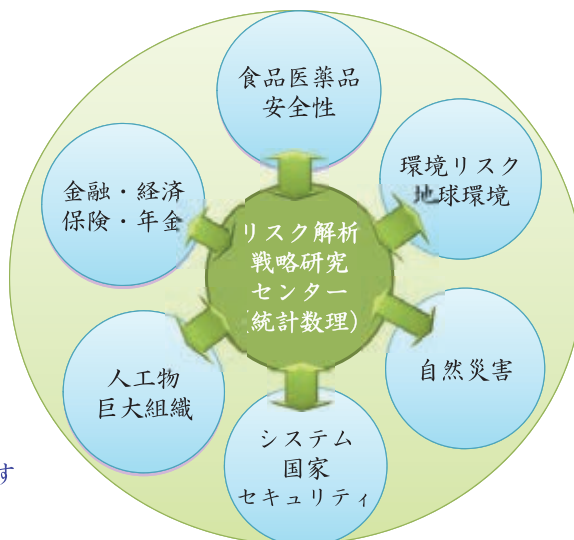 食品医薬品
安全性
環境リスク
地球環境
金融・経済
保険・年金
リスク解析
戦略研究
センター
(統計数理)
自然災害
人工物
巨大組織
システム
国家
セキュリティ
す